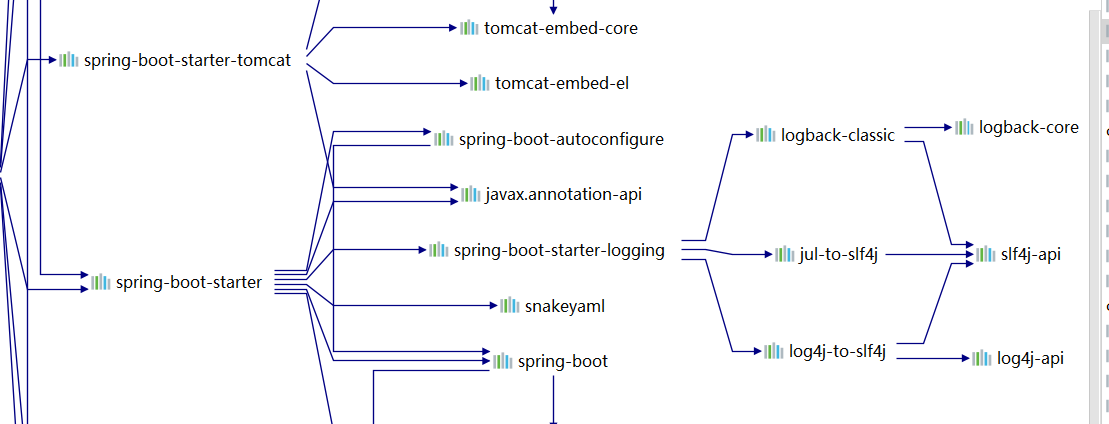 tomcat-embed-core
spring-boot-starter-tomcat
tomcat-embed-el
spring-boot-autoconfigure
logback-classic
logback-core
javax.annotation-api
spring-boot-starter-logging
jul-to-slf4j
slf4j-api
spring-boot-starter
snakeyaml
spring-boot
log4j-to-slf4j
log4j-api